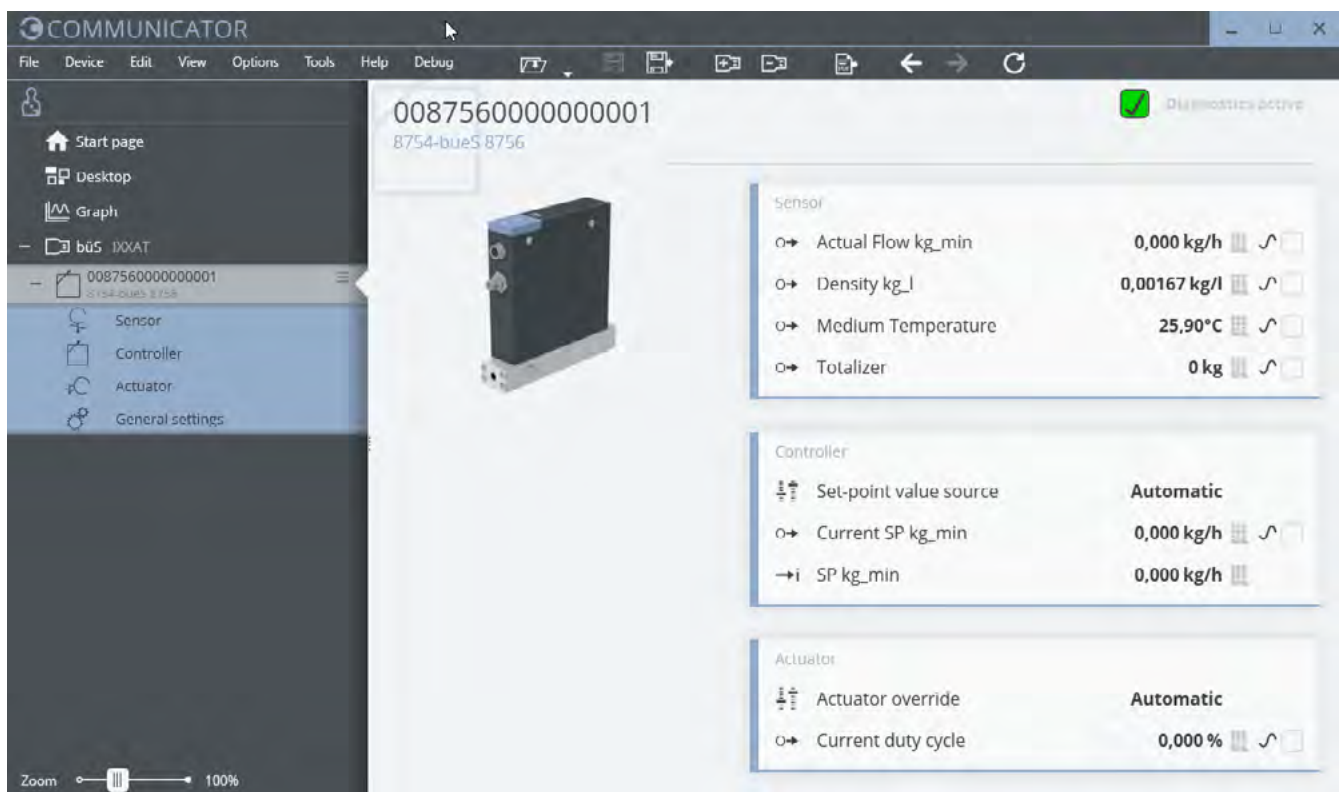 COMMUNICATOR
File Device Edit View Options Tools Help Debug
Start page
Desktop
Graph
büS IXXAT
0087560000000001
8754-bueS 8756
Sensor
Controller
Actuator
General settings
Zoom 100%
0087560000000001
8754-bueS 8756
Diagnostics active
Sensor
Actual Flow kg_min 0,000 kg/h
Density kg_l 0,00167 kg/l
Medium Temperature 25,90°C
Totalizer 0 kg
Controller
Set-point value source Automatic
Current SP kg_min 0,000 kg/h
SP kg_min 0,000 kg/h
Actuator
Actuator override Automatic
Current duty cycle 0,000 %